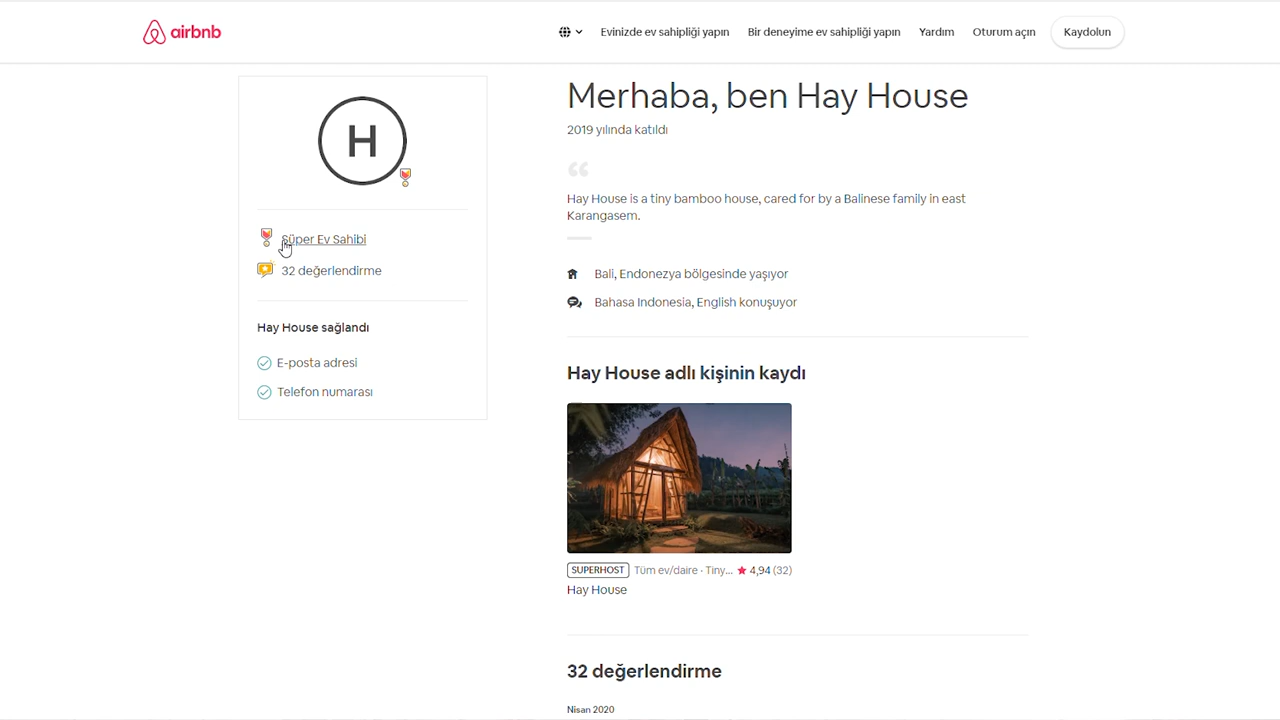 airbnb
Evinizde ev sahipliği yapın
Bir deneyime ev sahipliği yapın
Yardım
Oturum açın
Kaydolun
H
Süper Ev Sahibi
32 değerlendirme
Hay House sağlandı
E-posta adresi
Telefon numarası
Merhaba, ben Hay House
2019 yılında katıldı
“
Hay House is a tiny bamboo house, cared for by a Balinese family in east
Karangasem.
Bali, Endonezya bölgesinde yaşıyor
Bahasa Indonesia, English konuşuyor
Hay House adlı kişinin kaydı
SUPERHOST Tüm ev/daire · Tiny... ★ 4,94 (32)
Hay House
32 değerlendirme
Nisan 2020